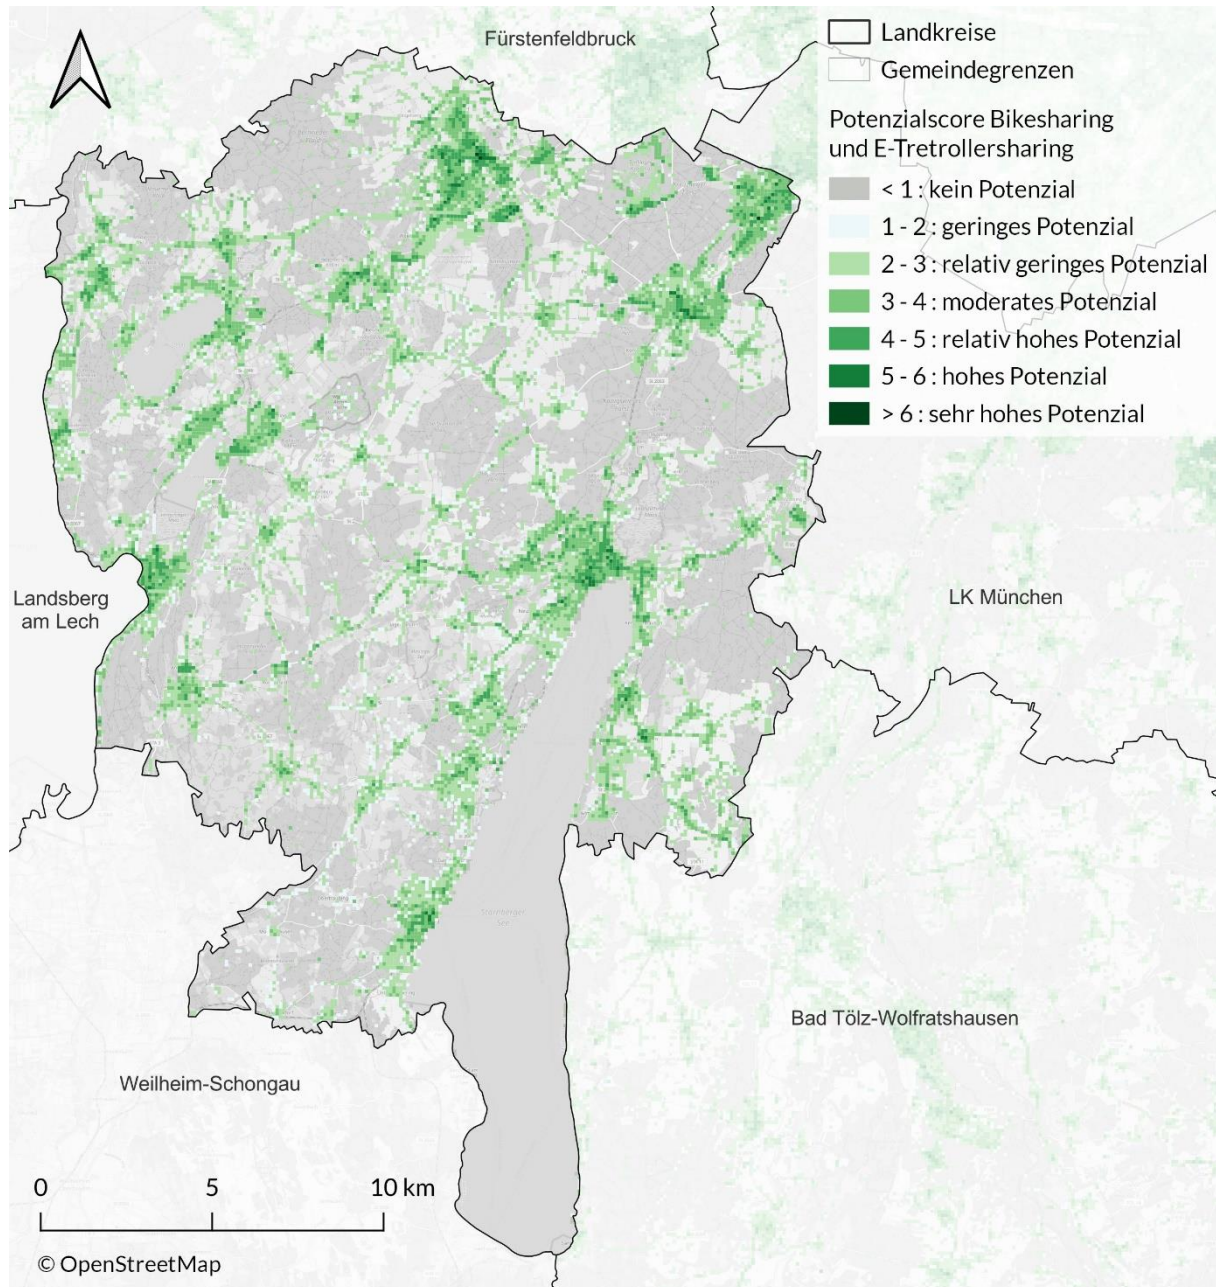 Fürstenfeldbruck
Landkreise
Gemeindegrenzen
Potenzialscore Bikesharing
und E-Tretrollersharing
< 1 : kein Potenzial
1 - 2 : geringes Potenzial
2 - 3 : relativ geringes Potenzial
3 - 4 : moderates Potenzial
4 - 5 : relativ hohes Potenzial
5 - 6 : hohes Potenzial
> 6 : sehr hohes Potenzial
Landsberg
am Lech
LK München
Starnberger
See
Bad Tölz-Wolfratshausen
Weilheim-Schongau
0 5 10 km
© OpenStreetMap